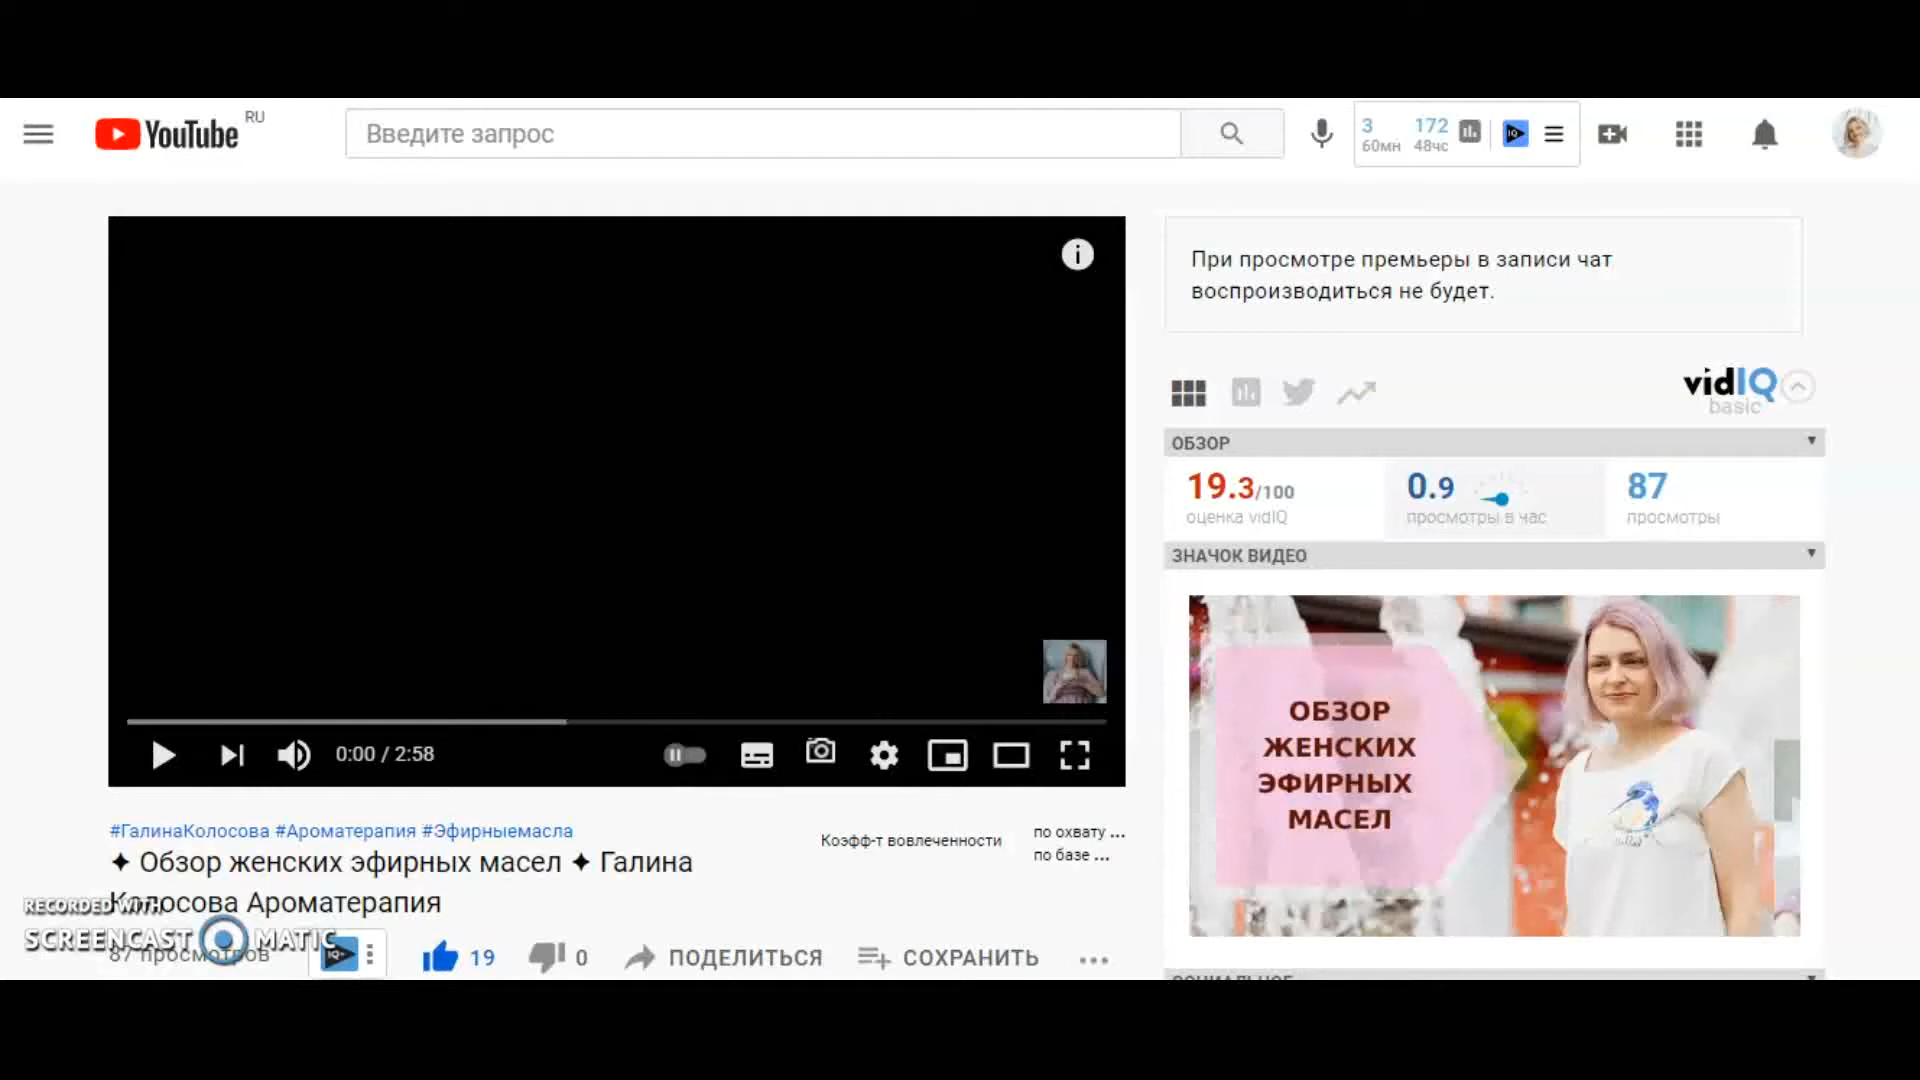 YouTube RU
Введите запрос
3 172
60мн 48чс
При просмотре премьеры в записи чат
воспроизводиться не будет.
vidIQ
basic
ОБЗОР
19.3/100 0.9 87
оценка vidIQ просмотры в час просмотры
ЗНАЧОК ВИДЕО
ОБЗОР
ЖЕНСКИХ
ЭФИРНЫХ
МАСЕЛ
0:00 / 2:58
#ГалинаКолосова #Ароматерапия #Эфирныемасла
✦ Обзор женских эфирных масел ✦ Галина
Колосова Ароматерапия
Коэфф-т вовлеченности
по охвату ...
по базе ...
RECORDED WITH
SCREENCAST MATIC
87 просмотров
IQ
19 0 ПОДЕЛИТЬСЯ СОХРАНИТЬ